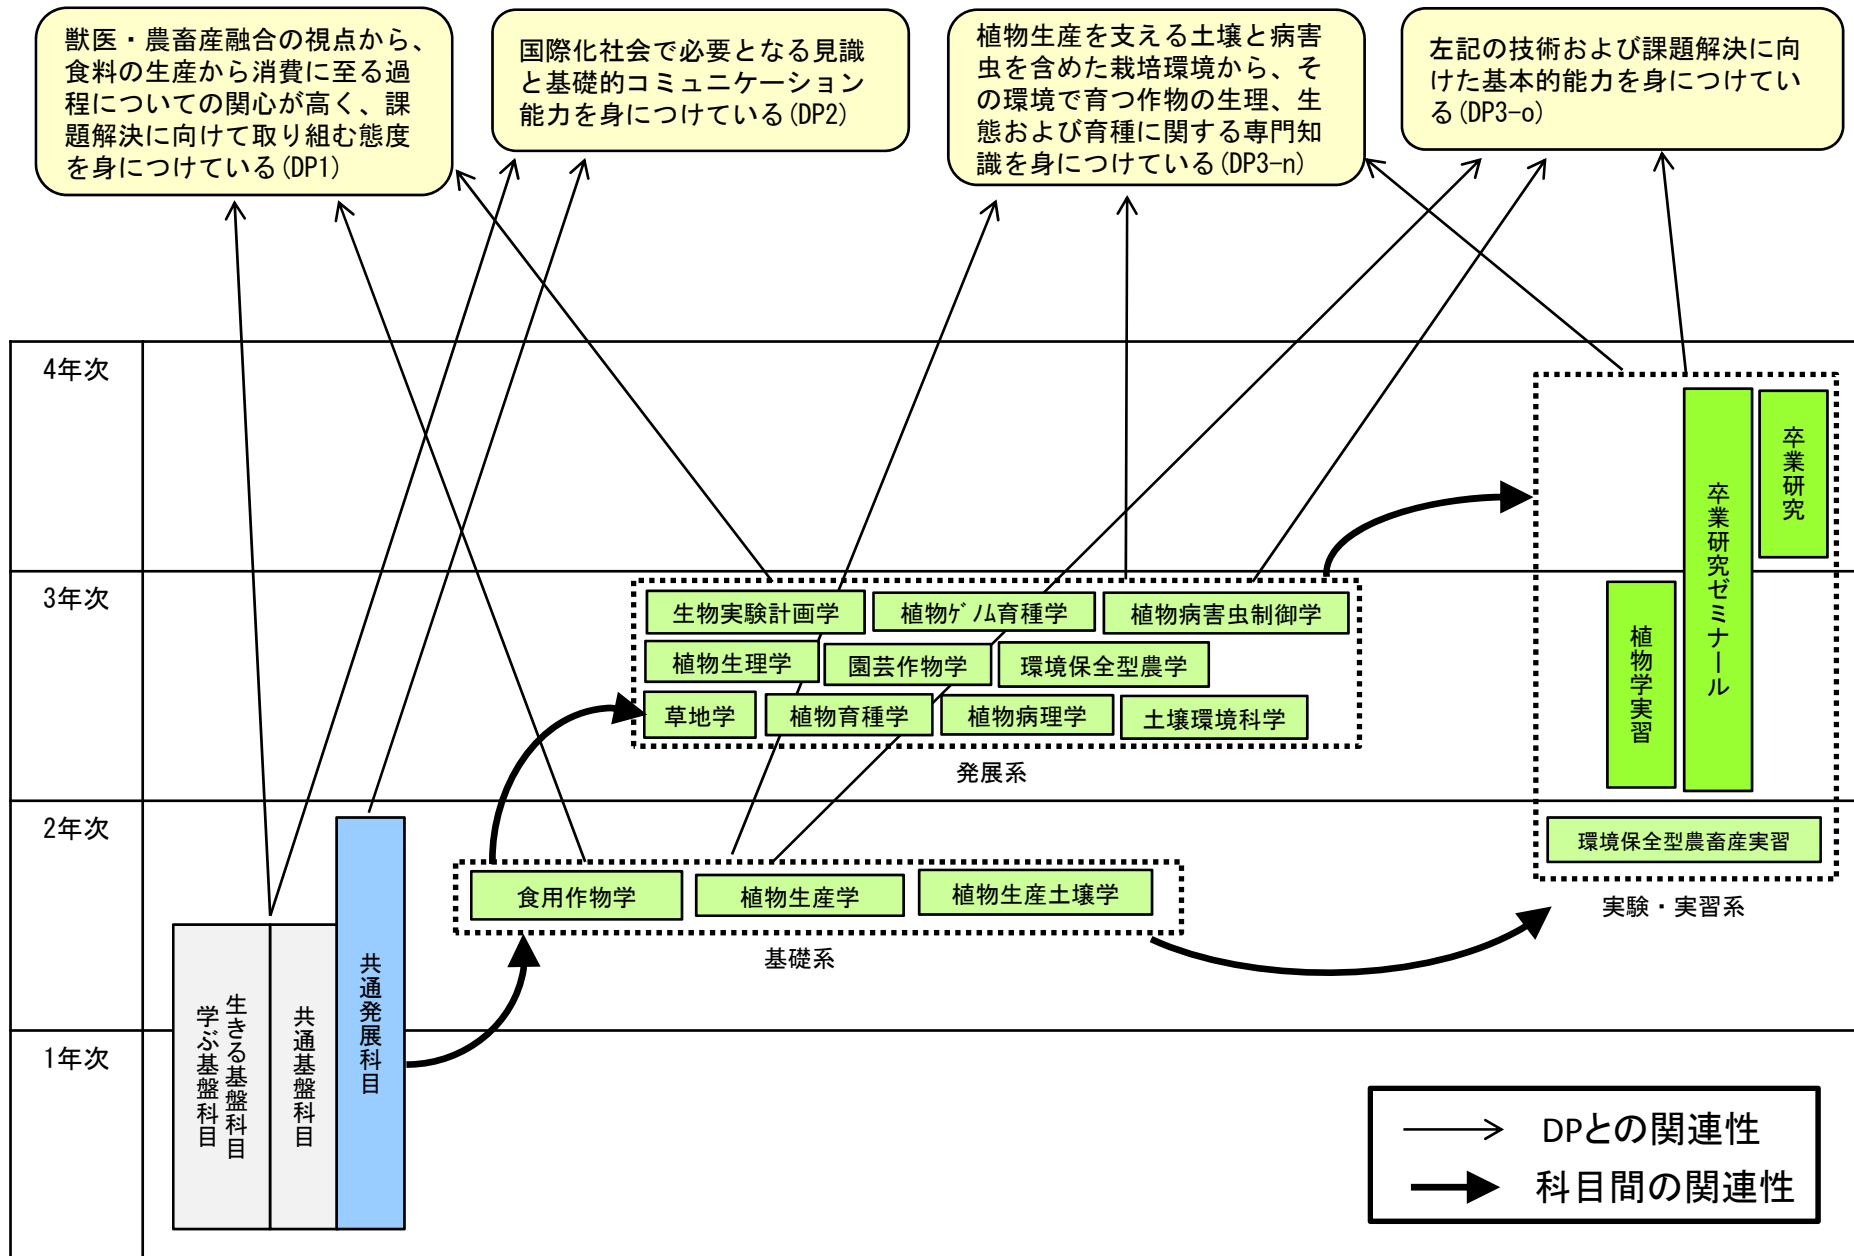 獣医・農畜産融合の視点から、
食料の生産から消費に至る過
程についての関心が高く、課
題解決に向けて取り組む態度
を身につけている(DP1)
国際化社会で必要となる見識
と基礎的コミュニケーション
能力を身につけている(DP2)
植物生産を支える土壌と病害
虫を含めた栽培環境から、そ
の環境で育つ作物の生理、生
態および育種に関する専門知
識を身につけている(DP3-n)
左記の技術および課題解決に向
けた基本的能力を身につけてい
る(DP3-o)
4年次
卒業研究
卒業研究ゼミナール
3年次
生物実験計画学
植物ｹﾞﾉﾑ育種学
植物病害虫制御学
植物生理学
園芸作物学
環境保全型農学
草地学
植物育種学
植物病理学
土壌環境科学
発展系
植物学実習
2年次
環境保全型農畜産実習
実験・実習系
食用作物学
植物生産学
植物生産土壌学
基礎系
生きる基盤科目
学ぶ基盤科目
共通基盤科目
共通発展科目
1年次
DPとの関連性
科目間の関連性